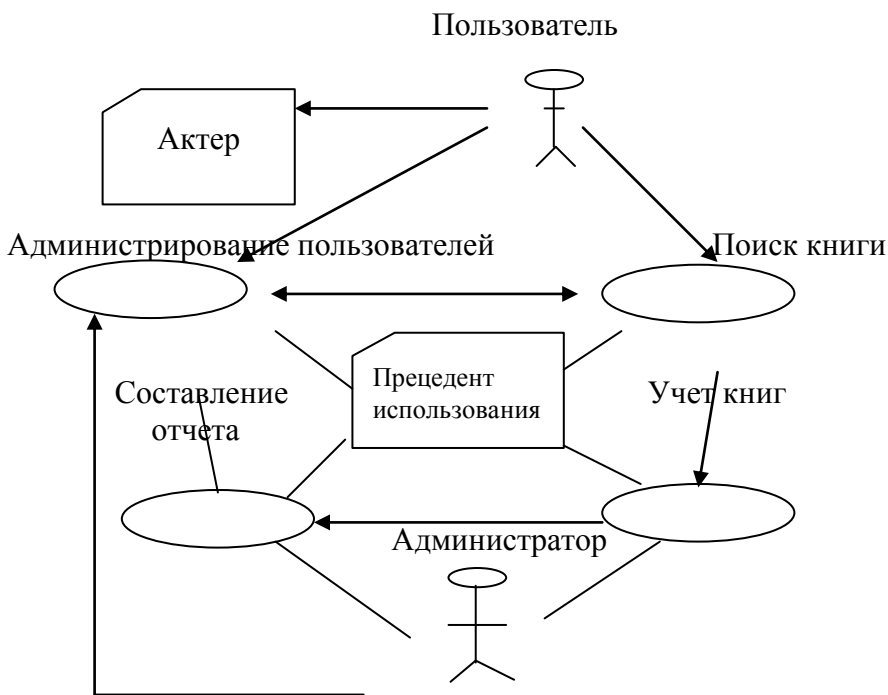 Пользователь
Актер
Администрирование пользователей
Поиск книги
Прецедент
использования
Составление
отчета
Учет книг
Администратор